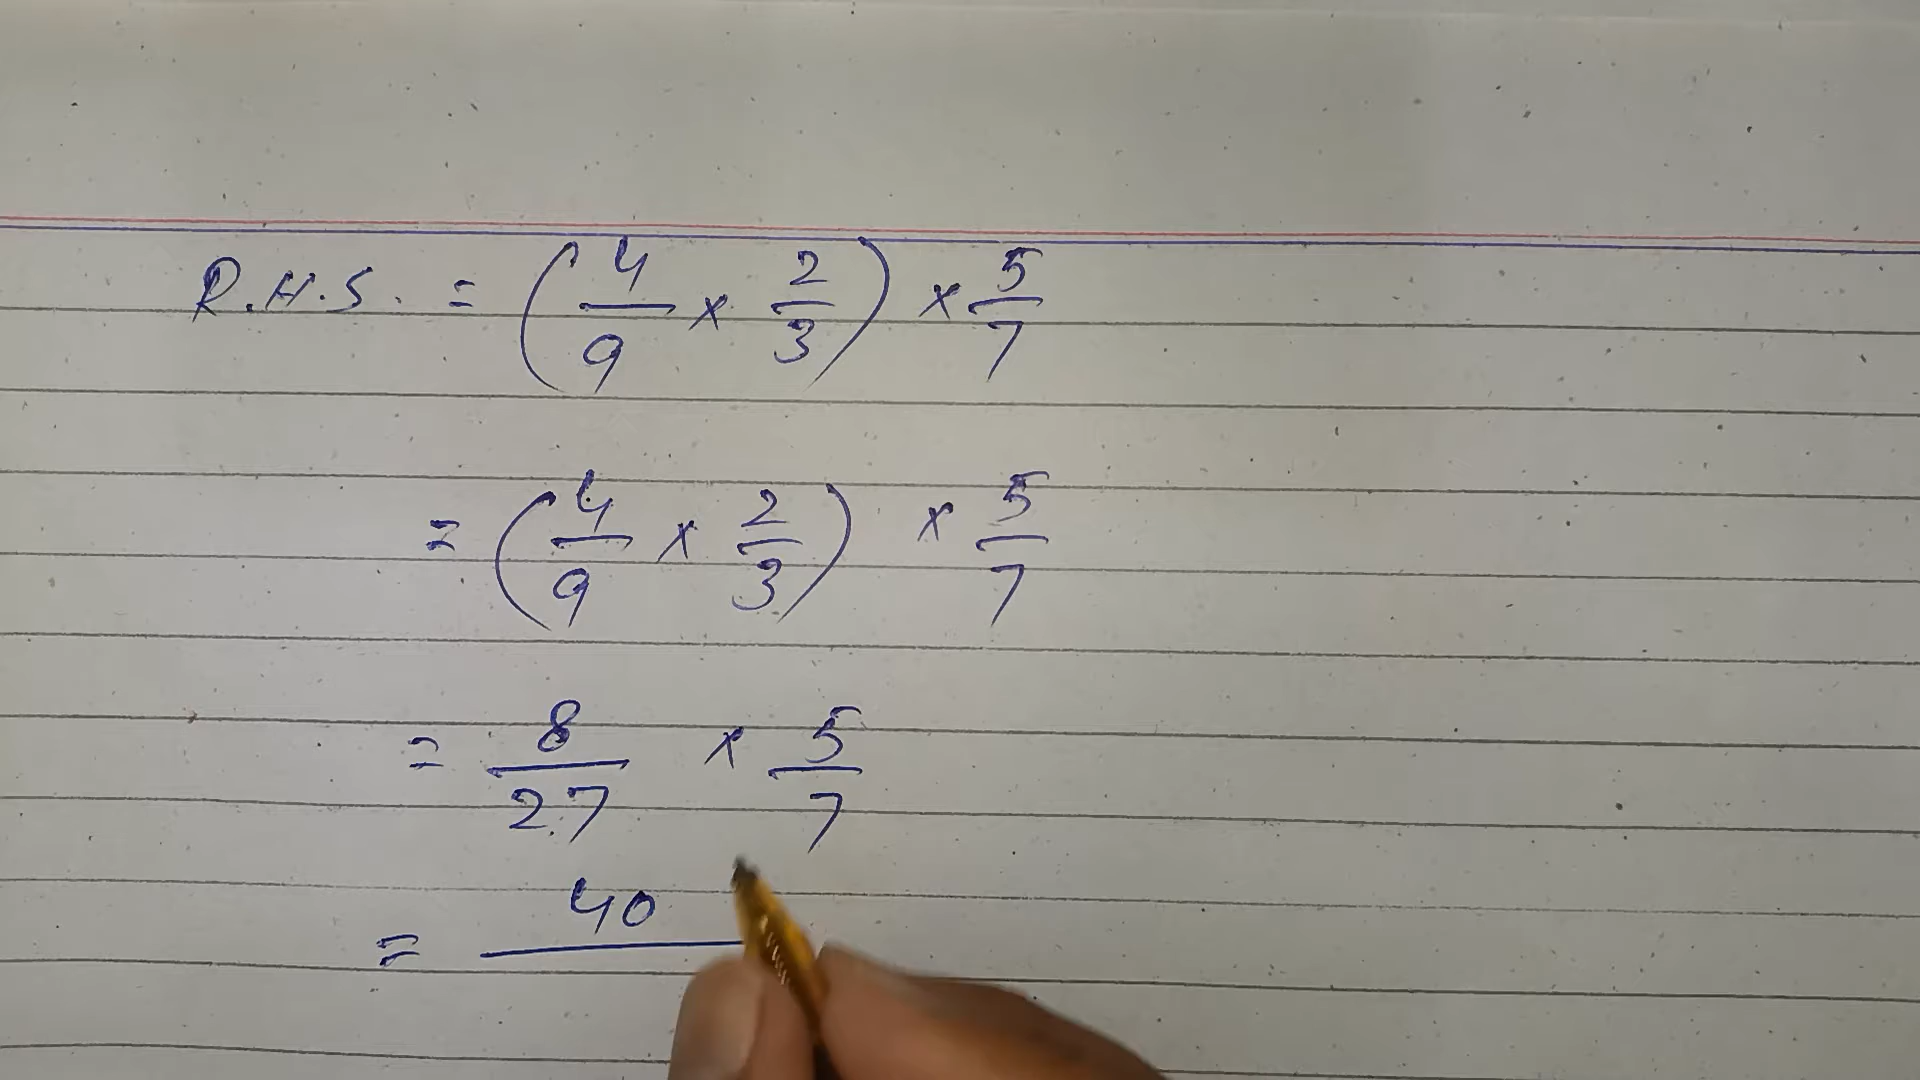 R.H.S. = (4/9 × 2/3) × 5/7
= (4/9 × 2/3) × 5/7
= 8/27 × 5/7
= 40/